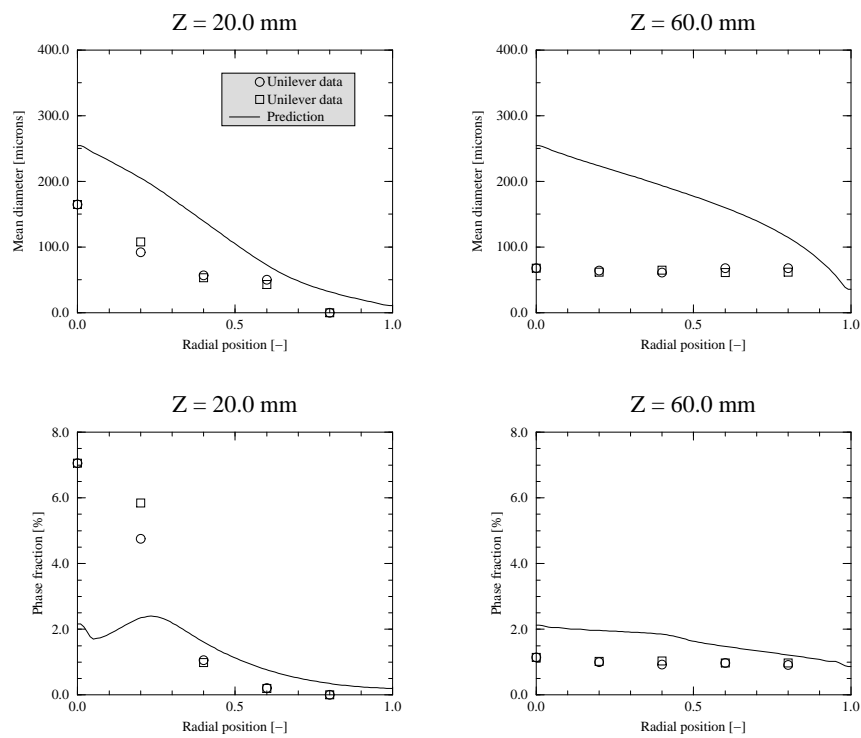 Z = 20.0 mm
400.0
300.0
200.0
100.0
0.0
Mean diameter [microns]
Unilever data
Unilever data
Prediction
0.0 0.5 1.0
Radial position [−]
Z = 60.0 mm
400.0
300.0
200.0
100.0
0.0
Mean diameter [microns]
0.0 0.5 1.0
Radial position [−]
Z = 20.0 mm
8.0
6.0
4.0
2.0
0.0
Phase fraction [%]
0.0 0.5 1.0
Radial position [−]
Z = 60.0 mm
8.0
6.0
4.0
2.0
0.0
Phase fraction [%]
0.0 0.5 1.0
Radial position [−]